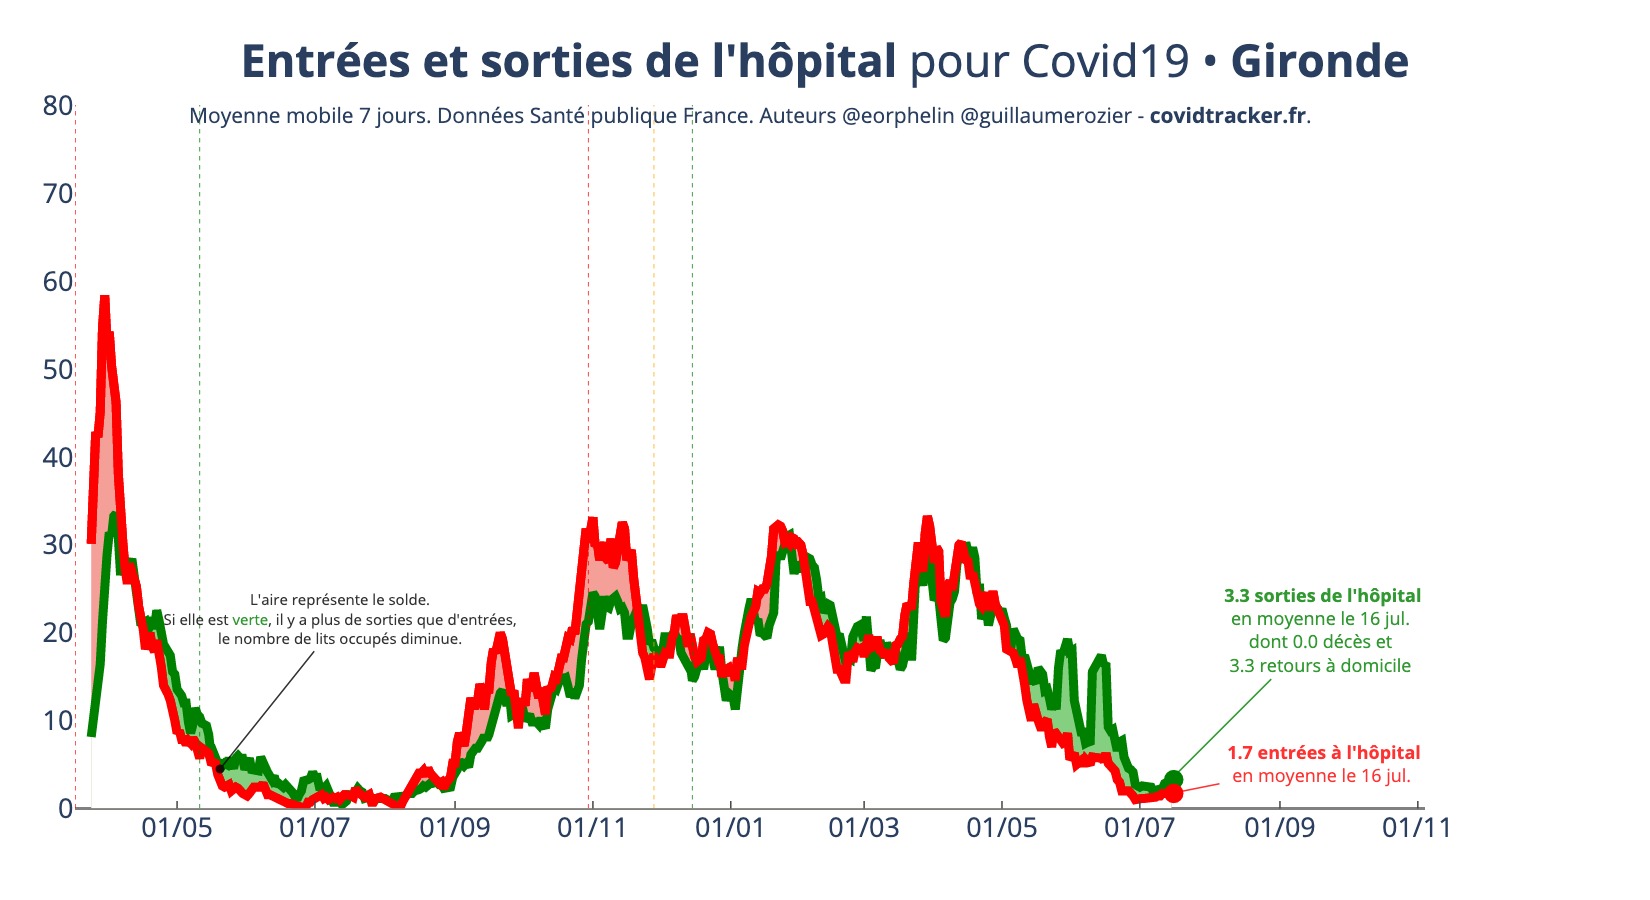 Entrées et sorties de l'hôpital pour Covid19 • Gironde
Moyenne mobile 7 jours. Données Santé publique France. Auteurs @eorphelin @guillaumerozier - covidtracker.fr.
80
70
60
50
40
30
20
10
0
L'aire représente le solde.
Si elle est verte, il y a plus de sorties que d'entrées,
le nombre de lits occupés diminue.
3.3 sorties de l'hôpital
en moyenne le 16 jul.
dont 0.0 décès et
3.3 retours à domicile
1.7 entrées à l'hôpital
en moyenne le 16 jul.
01/05 01/07 01/09 01/11 01/01 01/03 01/05 01/07 01/09 01/11